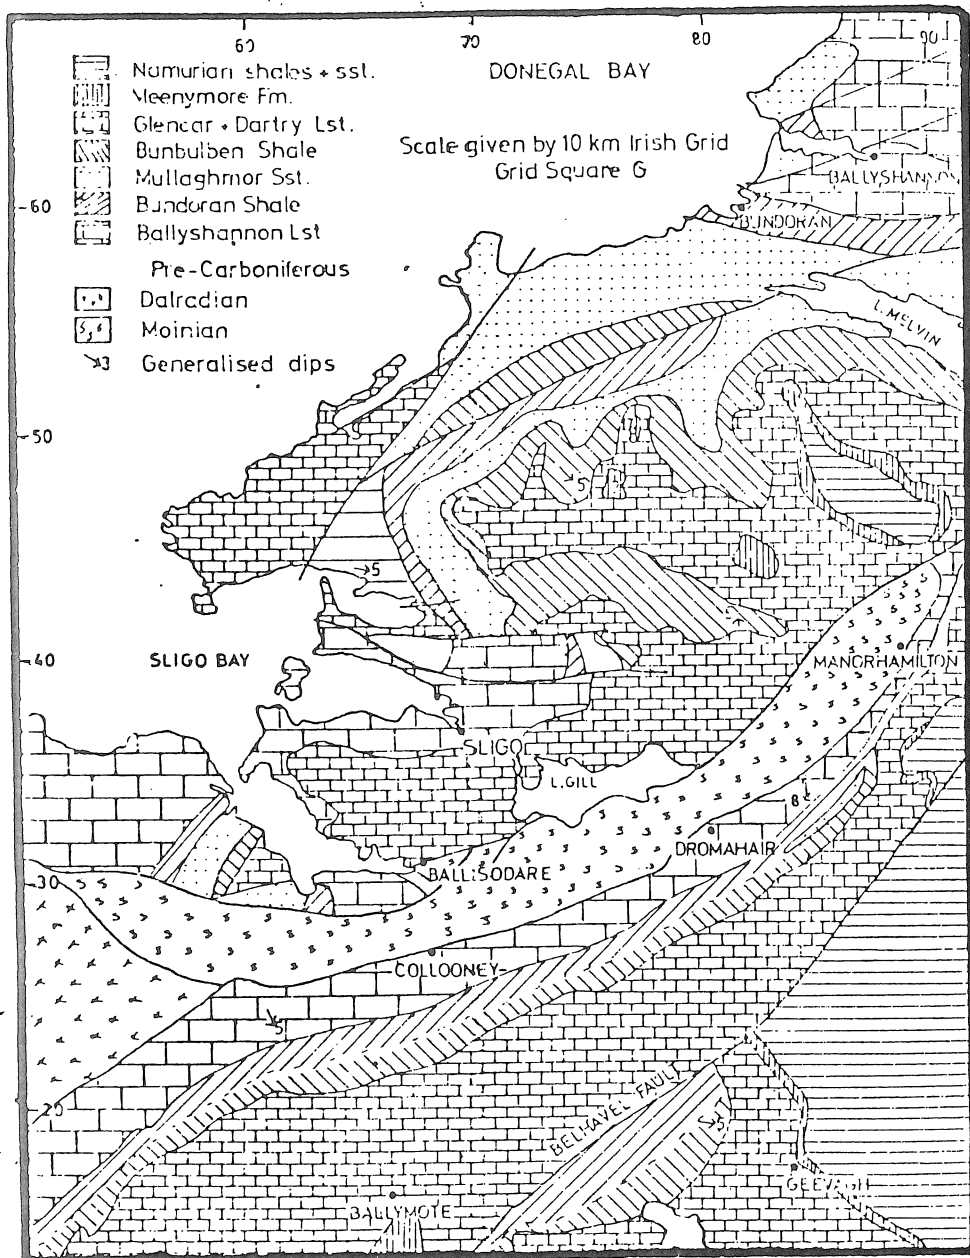 60
70
80
90
Namurian shales + sst.
Meenymore Fm.
Glencar + Dartry Lst.
Bunbulben Shale
Mullaghmor Sst.
Bundoran Shale
Ballyshannon Lst
Pre-Carboniferous
Dalradian
Moinian
3
Generalised dips
DONEGAL BAY
Scale given by 10 km Irish Grid
Grid Square G
BALLYSHANNON
60
BUNDORAN
L. MELVIN
50
5
5
40
SLIGO BAY
MANORHAMILTON
SLIGO
L. GILL
8
DROMAHAIR
30
BALLISODARE
COLLOONEY
5
20
BELHAVEL FAULT
5
GEEVAGH
BALLYMOTE